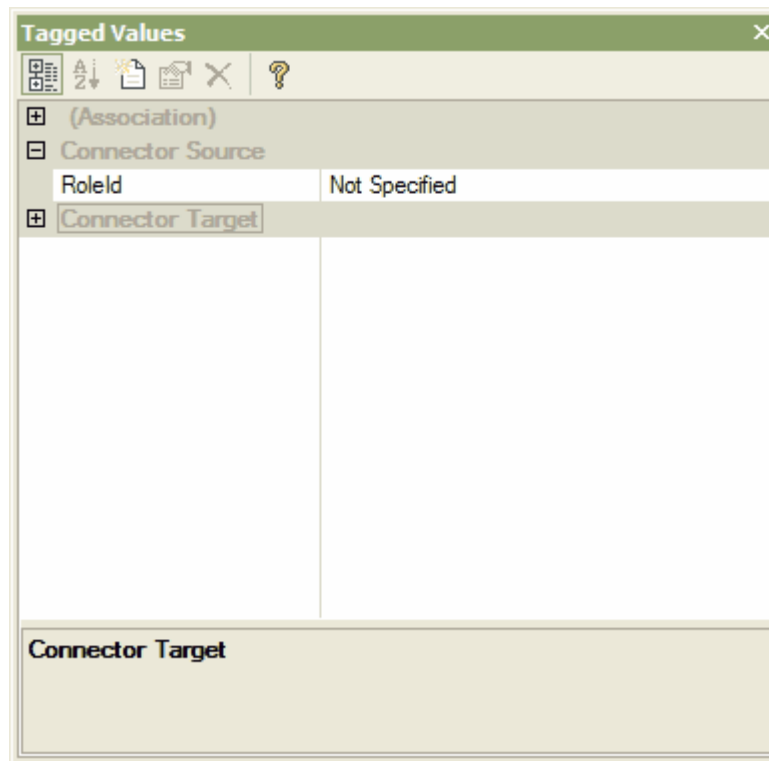 Tagged Values
(Association)
Connector Source
RoleId Not Specified
Connector Target
Connector Target